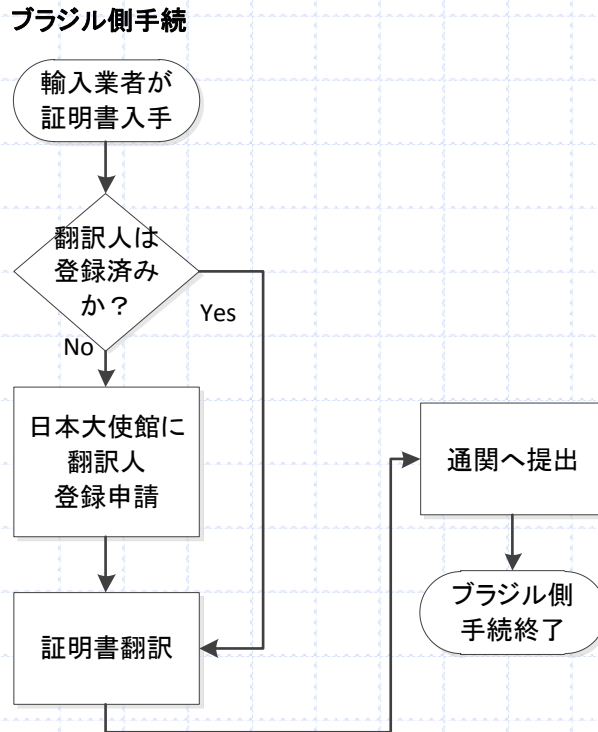 ブラジル側手続
輸入業者が
証明書入手
翻訳人は
登録済み
か？
Yes
No
日本大使館に
翻訳人
登録申請
証明書翻訳
通関へ提出
ブラジル側
手続終了